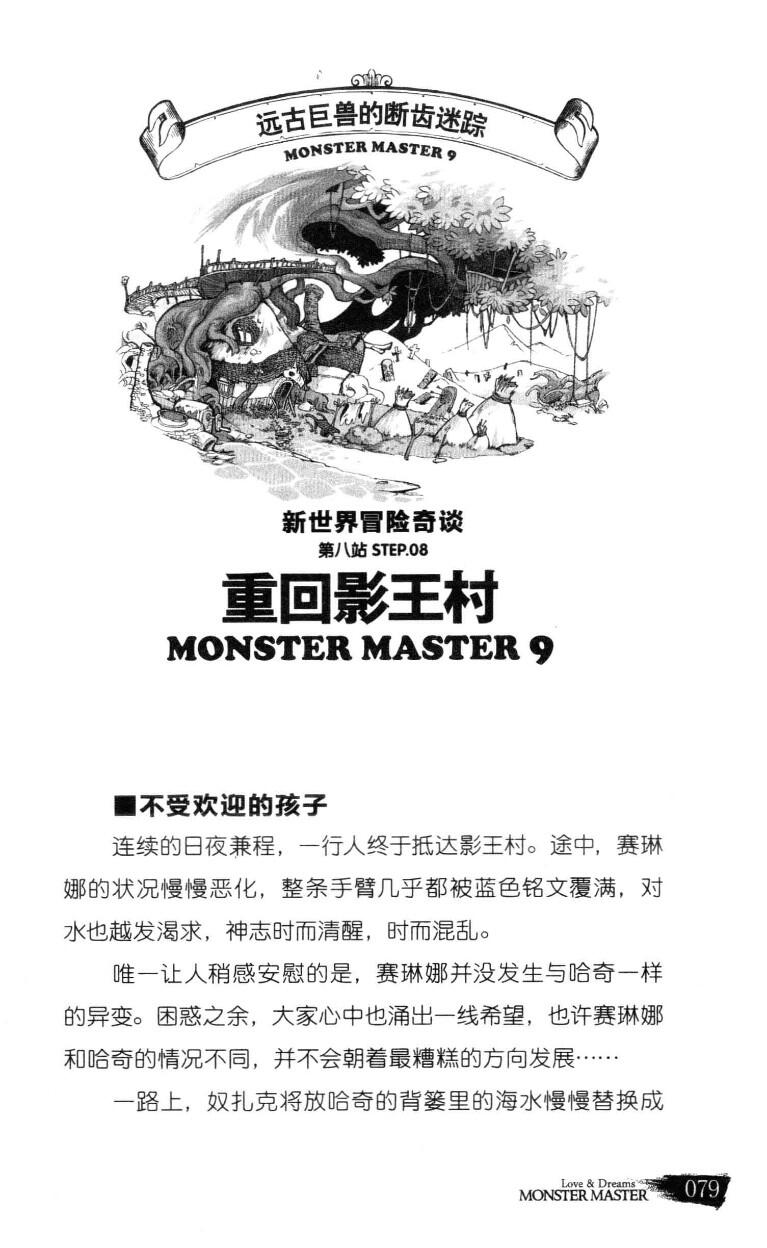 远古巨兽的断齿迷踪
MONSTER MASTER 9
新世界冒险奇谈
第八站 STEP.08
重回影王村
MONSTER MASTER 9
■不受欢迎的孩子
连续的日夜兼程，一行人终于抵达影王村。途中，赛琳
娜的状况慢慢恶化，整条手臂几乎都被蓝色铭文覆满，对
水也越发渴求，神志时而清醒，时而混乱。
唯一让人稍感安慰的是，赛琳娜并没发生与哈奇一样
的异变。困惑之余，大家心中也涌出一线希望，也许赛琳娜
和哈奇的情况不同，并不会朝着最糟糕的方向发展……
一路上，奴扎克将放哈奇的背篓里的海水慢慢替换成
Love & Dreams
MONSTER MASTER
079